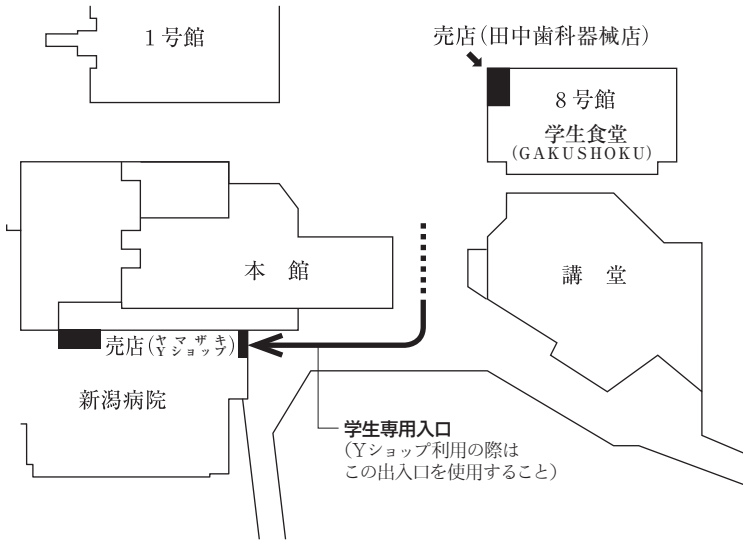 1号館
売店(田中歯科器械店)
8号館
学生食堂
(GAKUSHOKU)
本館
講堂
売店(ヤマザキYショップ)
新潟病院
学生専用入口
(Yショップ利用の際は
この出入口を使用すること)